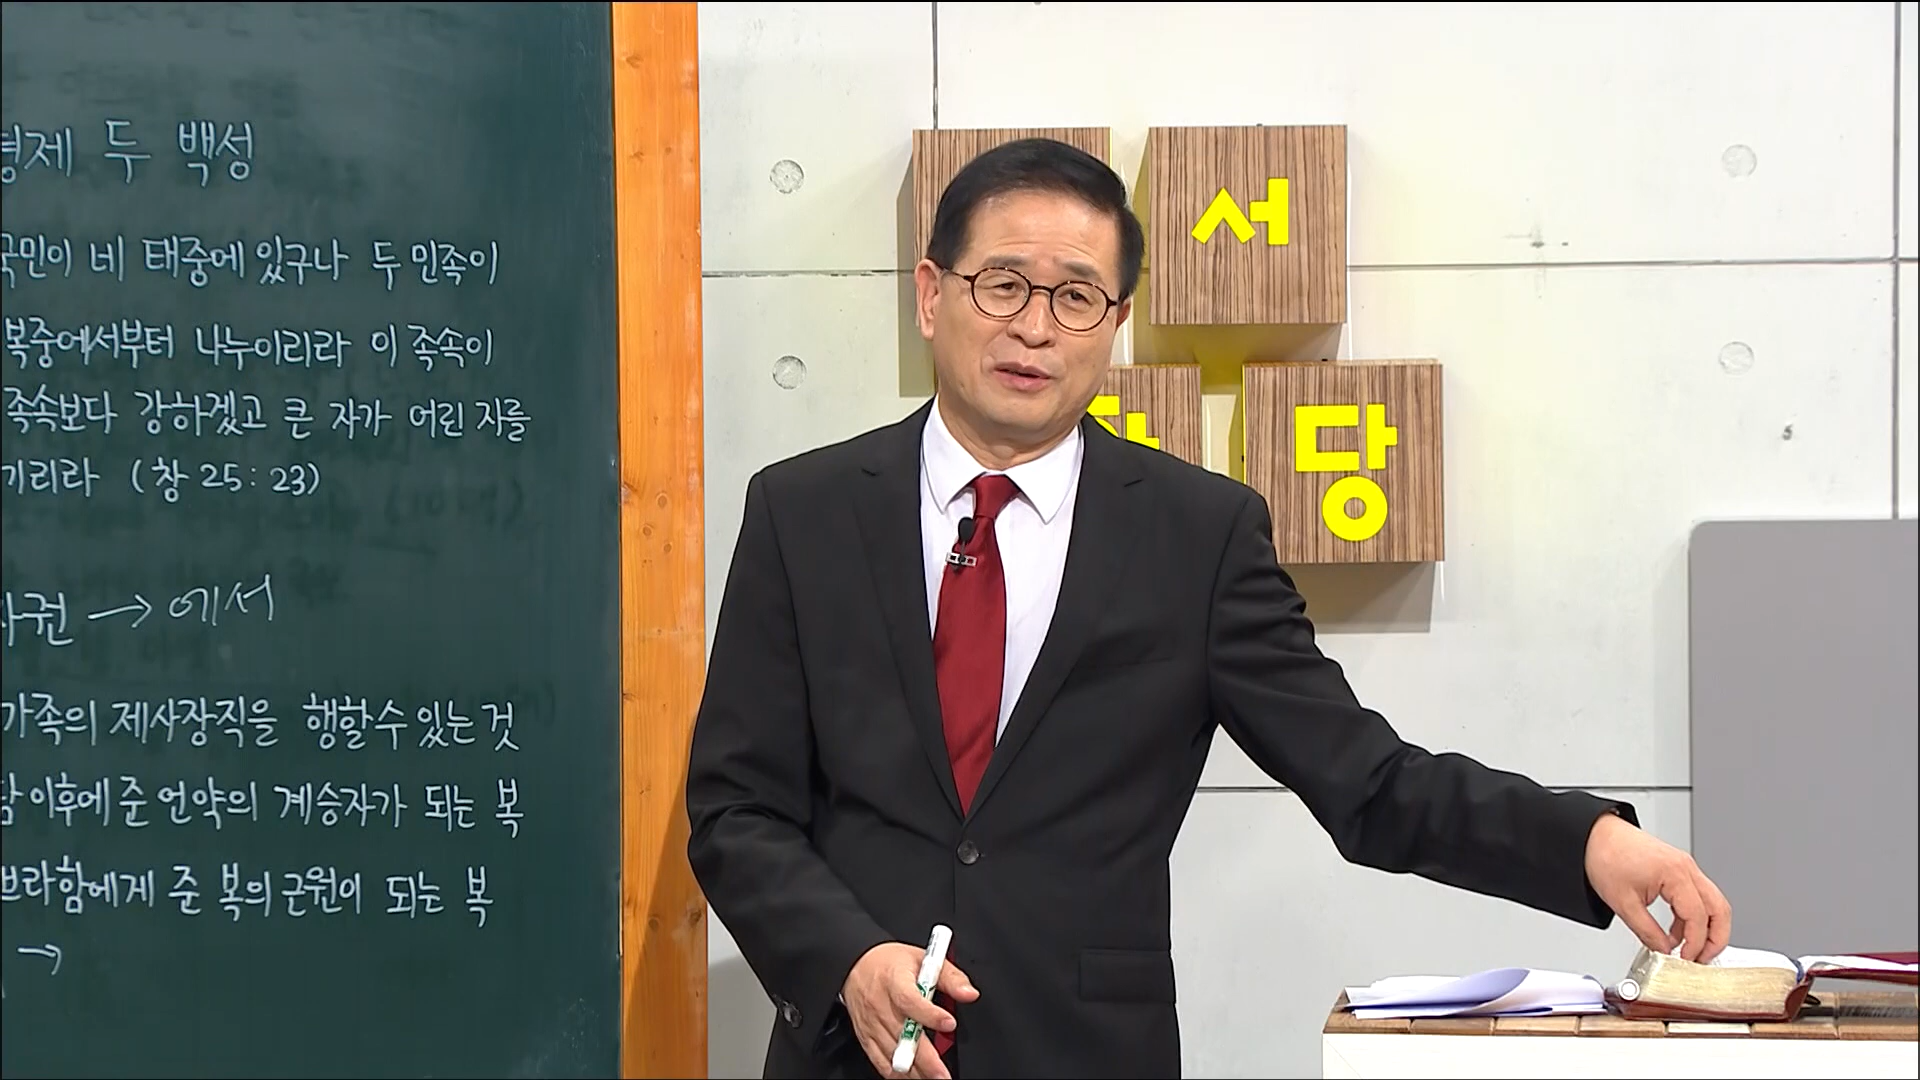 형제 두 백성
국민이 네 태중에 있구나 두 민족이
복중에서부터 나누이리라 이 족속이
족속보다 강하겠고 큰 자가 어린 자를
기리라 (창 25:23)
자권 → 에서
가족의 제사장직을 행할수 있는 것
담 이후에 준 언약의 계승자가 되는 복
브라함에게 준 복의 근원이 되는 복
→
서
당